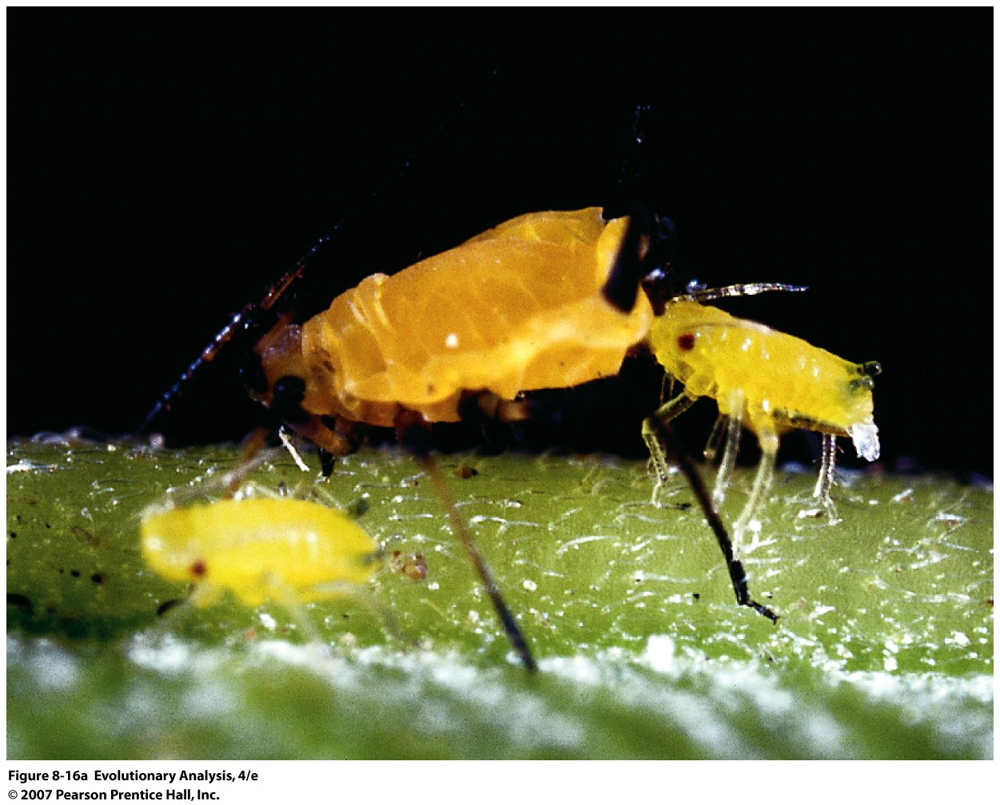 Figure 8-16a Evolutionary Analysis, 4/e
© 2007 Pearson Prentice Hall, Inc.